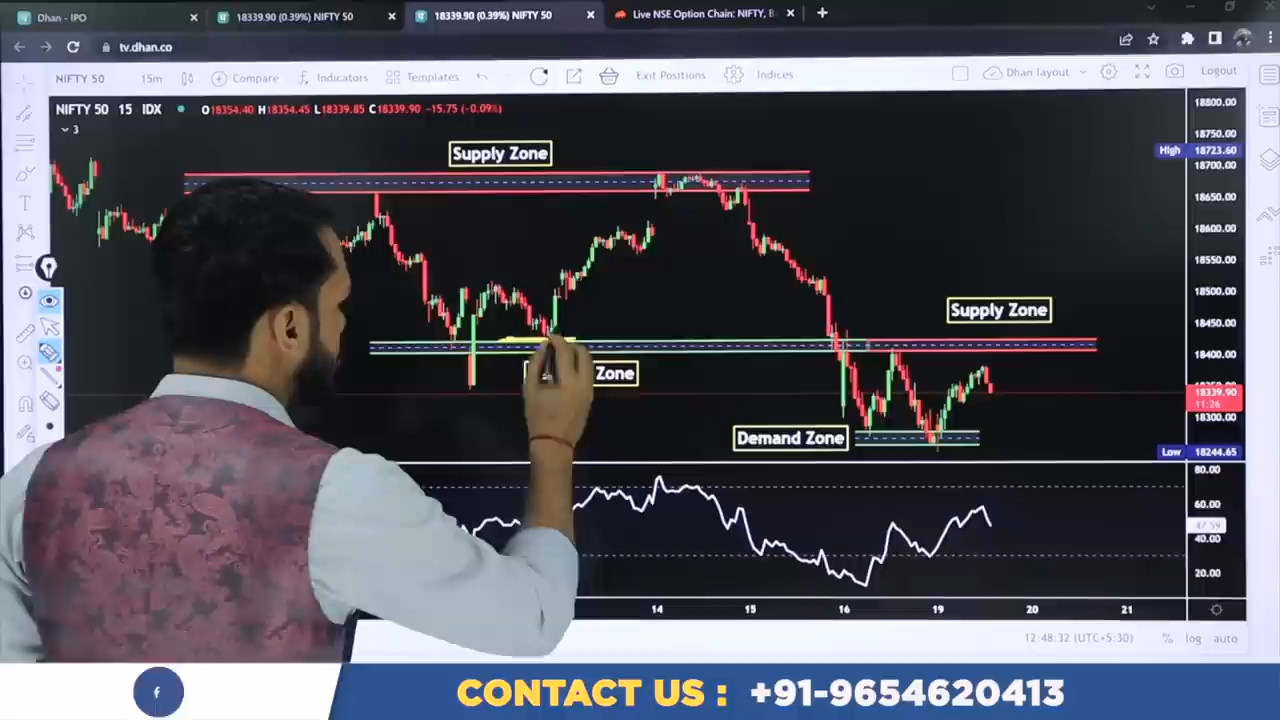 Dhan - IPO
18339.90 (0.39%) NIFTY 50
18339.90 (0.39%) NIFTY 50
Live NSE Option Chain: NIFTY, B
tv.dhan.co
NIFTY 50 15m Compare Indicators Templates Exit Positions Indices Dhan layout Logout
NIFTY 50 15 IDX O18354.40 H18354.45 L18339.85 C18339.90 −15.75 (−0.09%)
3
18800.00
18750.00
High 18723.60
18700.00
18650.00
18600.00
18550.00
18500.00
18450.00
18400.00
18339.90
11:26
18300.00
Low 18244.65
Supply Zone
Supply Zone
Zone
Demand Zone
80.00
60.00
47.59
40.00
20.00
14 15 16 19 20 21
12:48:32 (UTC+5:30) % log auto
f
CONTACT US : +91-9654620413